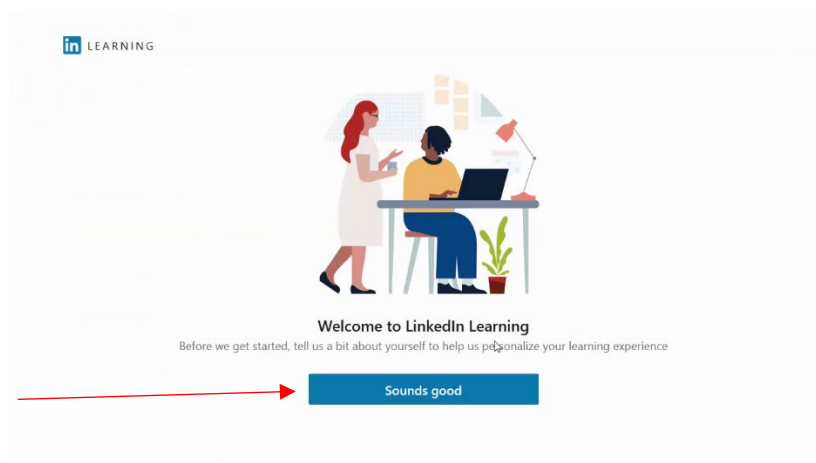 in LEARNING
Welcome to LinkedIn Learning
Before we get started, tell us a bit about yourself to help us personalize your learning experience
Sounds good